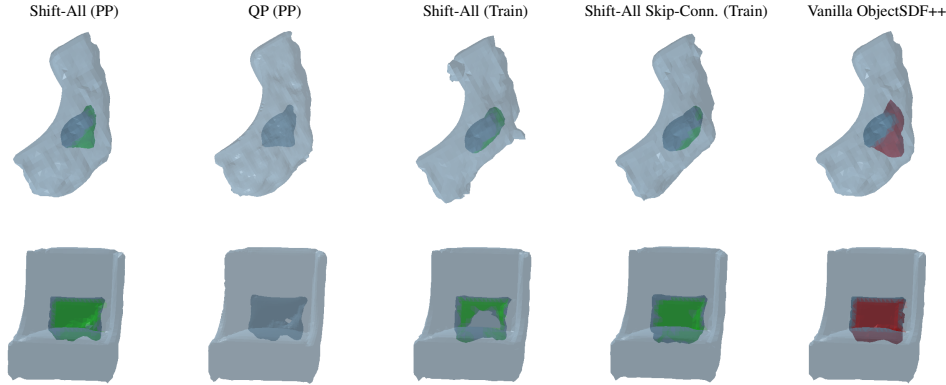 Shift-All (PP)
QP (PP)
Shift-All (Train)
Shift-All Skip-Conn. (Train)
Vanilla ObjectSDF++